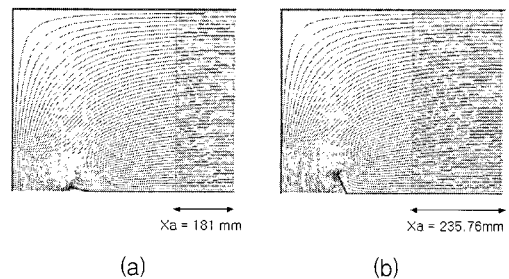 Xa = 181 mm
Xa = 235.76mm
(a)
(b)